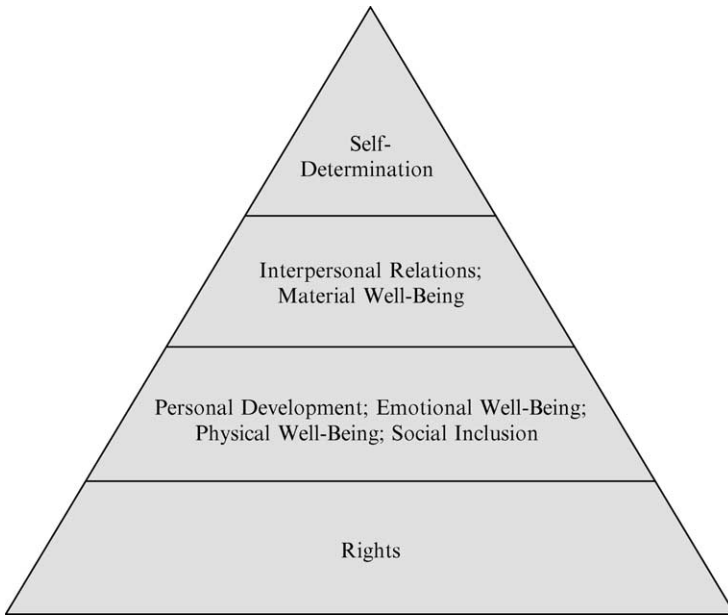 Self-
Determination
Interpersonal Relations;
Material Well-Being
Personal Development; Emotional Well-Being;
Physical Well-Being; Social Inclusion
Rights